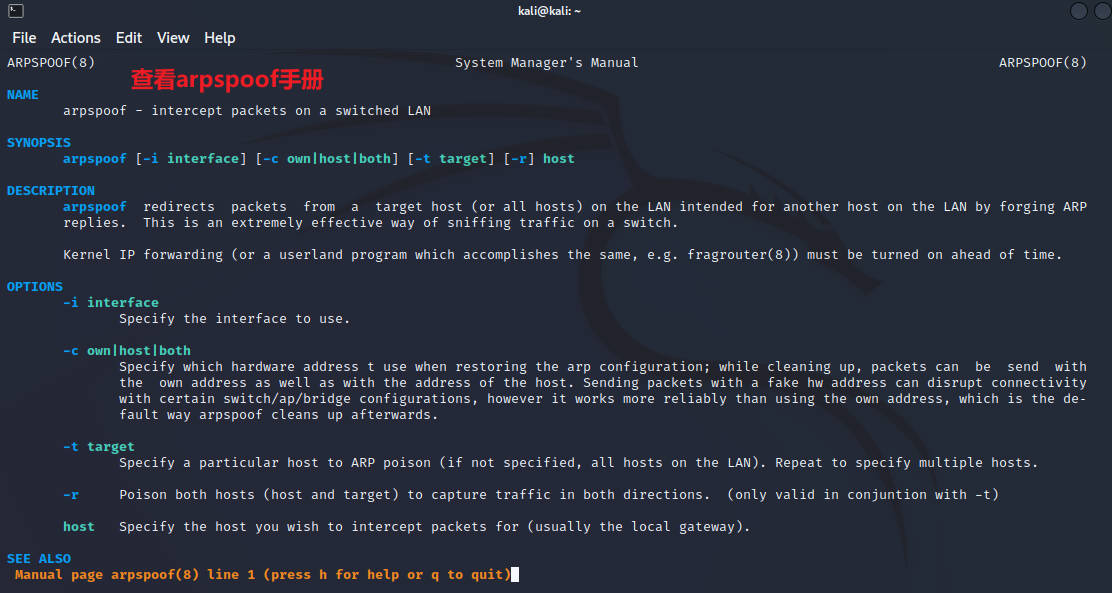 kali@kali: ~
File Actions Edit View Help
ARPSPOOF(8) System Manager's Manual ARPSPOOF(8)
查看arpspoof手册
NAME
arpspoof - intercept packets on a switched LAN
SYNOPSIS
arpspoof [-i interface] [-c own|host|both] [-t target] [-r] host
DESCRIPTION
arpspoof redirects packets from a target host (or all hosts) on the LAN intended for another host on the LAN by forging ARP
replies. This is an extremely effective way of sniffing traffic on a switch.
Kernel IP forwarding (or a userland program which accomplishes the same, e.g. fragrouter(8)) must be turned on ahead of time.
OPTIONS
-i interface
Specify the interface to use.
-c own|host|both
Specify which hardware address t use when restoring the arp configuration; while cleaning up, packets can be send with
the own address as well as with the address of the host. Sending packets with a fake hw address can disrupt connectivity
with certain switch/ap/bridge configurations, however it works more reliably than using the own address, which is the de-
fault way arpspoof cleans up afterwards.
-t target
Specify a particular host to ARP poison (if not specified, all hosts on the LAN). Repeat to specify multiple hosts.
-r Poison both hosts (host and target) to capture traffic in both directions. (only valid in conjuntion with -t)
host Specify the host you wish to intercept packets for (usually the local gateway).
SEE ALSO
Manual page arpspoof(8) line 1 (press h for help or q to quit)